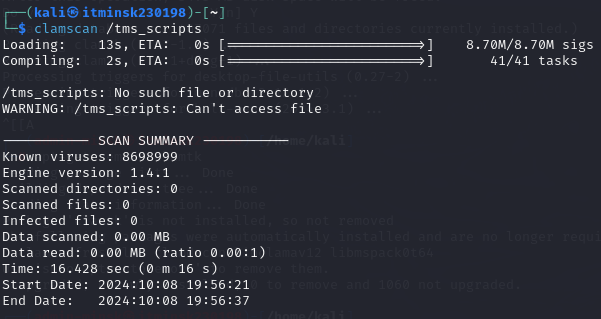 (kali㉿itminsk230198)-[~]
$ clamscan /tms_scripts
Loading:    13s, ETA:   0s [========================>]    8.70M/8.70M sigs
Compiling:   2s, ETA:   0s [========================>]       41/41 tasks
/tms_scripts: No such file or directory
WARNING: /tms_scripts: Can't access file
----------- SCAN SUMMARY -----------
Known viruses: 8698999
Engine version: 1.4.1
Scanned directories: 0
Scanned files: 0
Infected files: 0
Data scanned: 0.00 MB
Data read: 0.00 MB (ratio 0.00:1)
Time: 16.428 sec (0 m 16 s)
Start Date: 2024:10:08 19:56:21
End Date:   2024:10:08 19:56:37